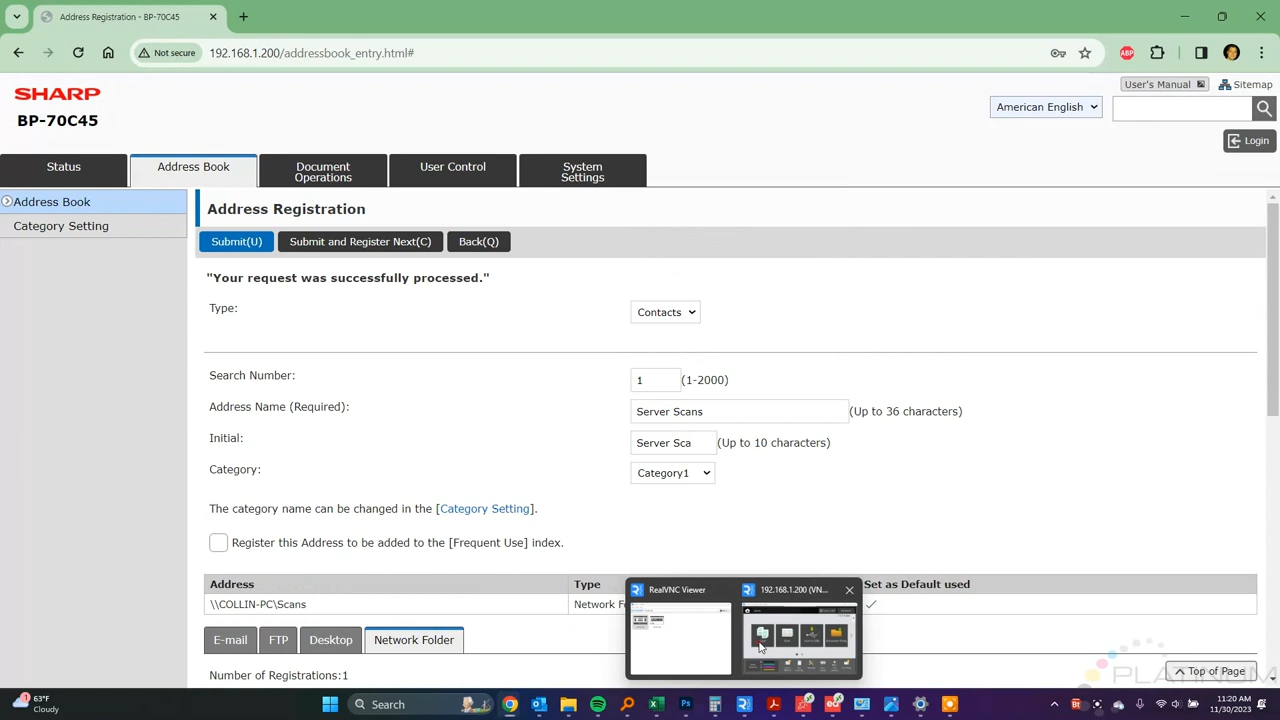 Address Registration - BP-70C45
Not secure
192.168.1.200/addressbook_entry.html#
ABP
SHARP
BP-70C45
User's Manual
Sitemap
American English
Login
Status
Address Book
Document Operations
User Control
System Settings
Address Book
Category Setting
Address Registration
Submit(U)
Submit and Register Next(C)
Back(Q)
"Your request was successfully processed."
Type:
Contacts
Search Number:
1
(1-2000)
Address Name (Required):
Server Scans
(Up to 36 characters)
Initial:
Server Sca
(Up to 10 characters)
Category:
Category1
The category name can be changed in the [Category Setting].
Register this Address to be added to the [Frequent Use] index.
RealVNC Viewer
192.168.1.200 (VN...
Address
Type
Set as Default used
\\COLLIN-PC\Scans
Network Fo
E-mail
FTP
Desktop
Network Folder
Number of Registrations:1
Top of Page
63°F
Cloudy
Search
11:20 AM
11/30/2023